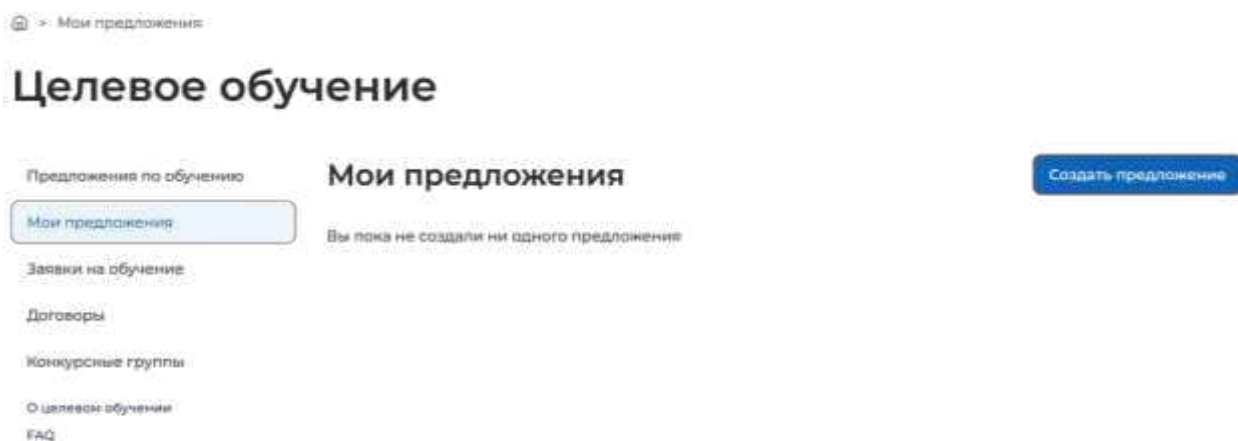 > Мои предложения
Целевое обучение
Предложения по обучению
Мои предложения
Заявки на обучение
Договоры
Конкурсные группы
О целевом обучении
FAQ
Мои предложения
Создать предложение
Вы пока не создали ни одного предложения